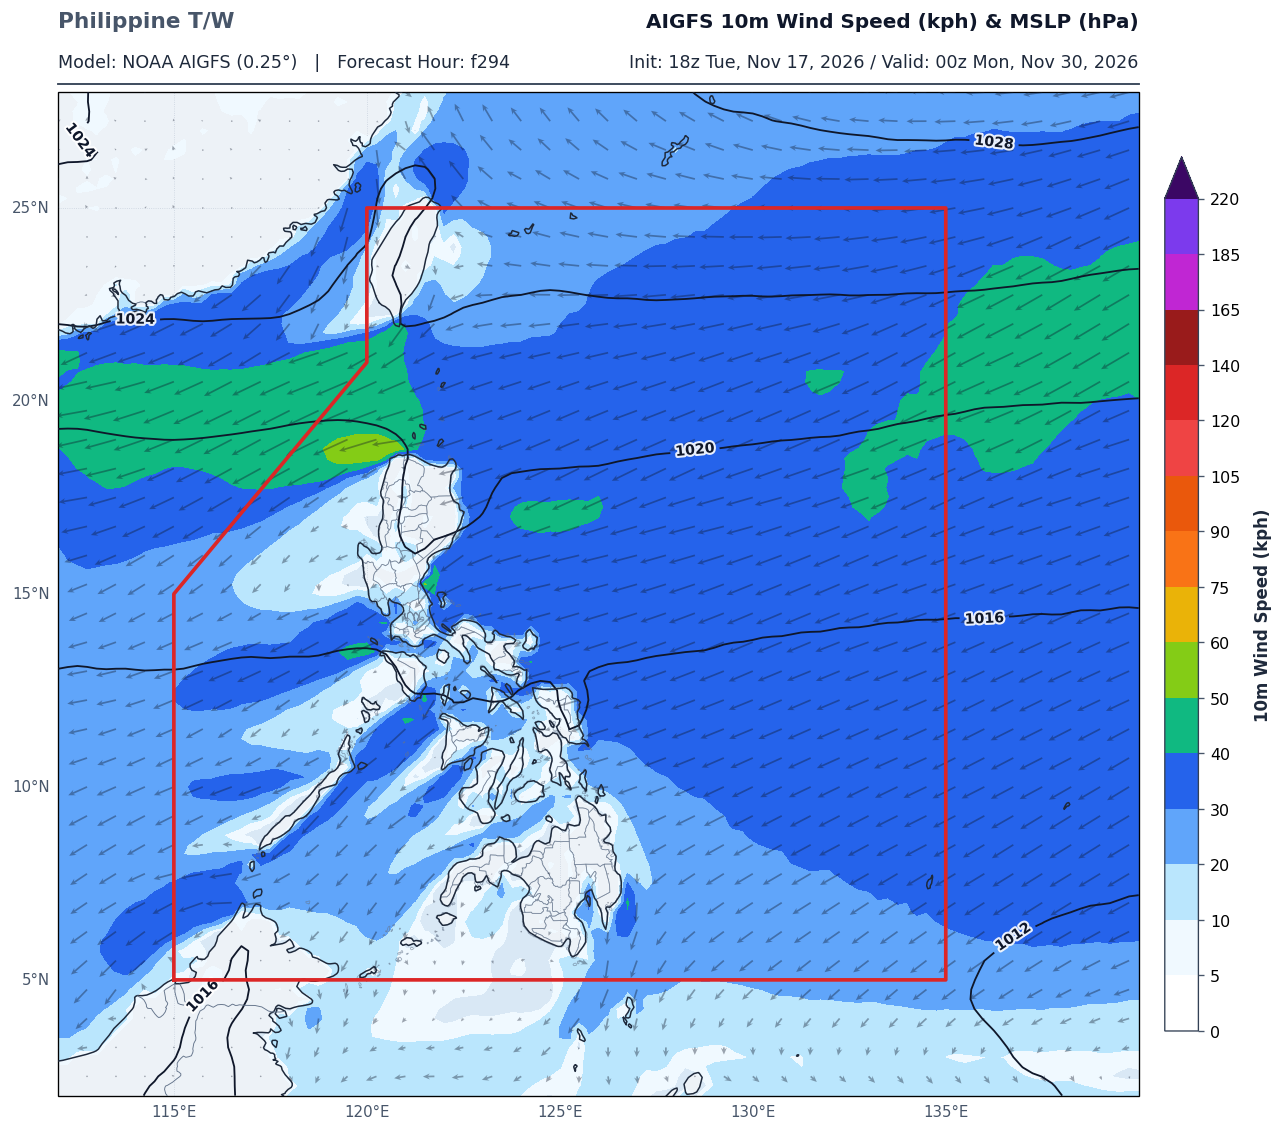 Philippine T/W
AIGFS 10m Wind Speed (kph) & MSLP (hPa)
Model: NOAA AIGFS (0.25°) | Forecast Hour: f294
Init: 18z Tue, Nov 17, 2026 / Valid: 00z Mon, Nov 30, 2026
1024
1028
25°N
1024
20°N
1020
15°N
1016
10°N
1012
5°N
1016
115°E
120°E
125°E
130°E
135°E
220
185
165
140
120
105
90
75
60
50
40
30
20
10
5
0
10m Wind Speed (kph)